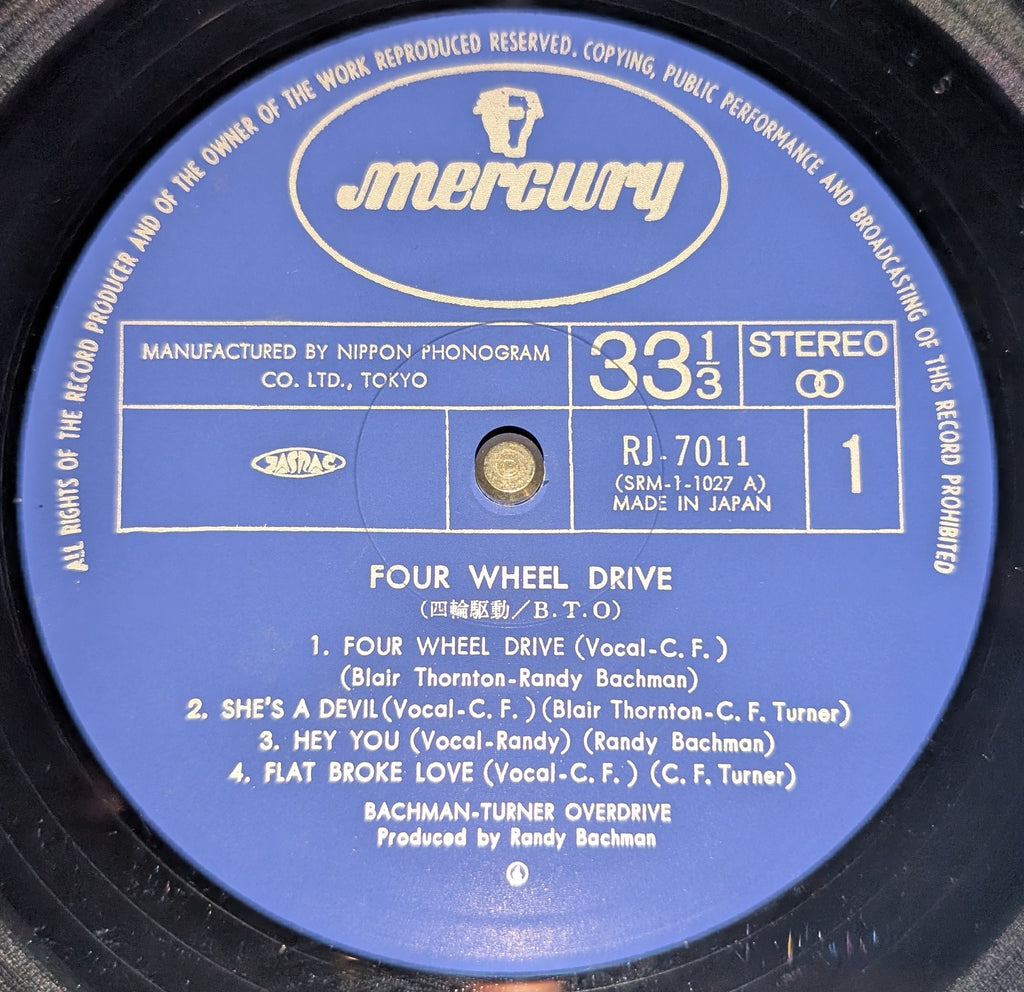 ALL RIGHTS OF THE RECORD PRODUCER AND OF THE OWNER OF THE WORK REPRODUCED RESERVED. COPYING, PUBLIC PERFORMANCE AND BROADCASTING OF THIS RECORD PROHIBITED
mercury
MANUFACTURED BY NIPPON PHONOGRAM
CO. LTD., TOKYO
33 1/3
STEREO
JASRAC
RJ-7011
(SRM-1-1027 A)
MADE IN JAPAN
1
FOUR WHEEL DRIVE
(四輪駆動/B.T.O)
1. FOUR WHEEL DRIVE (Vocal-C. F.)
(Blair Thornton-Randy Bachman)
2. SHE'S A DEVIL (Vocal-C. F.) (Blair Thornton-C. F. Turner)
3. HEY YOU (Vocal-Randy) (Randy Bachman)
4. FLAT BROKE LOVE (Vocal-C. F.) (C. F. Turner)
BACHMAN-TURNER OVERDRIVE
Produced by Randy Bachman